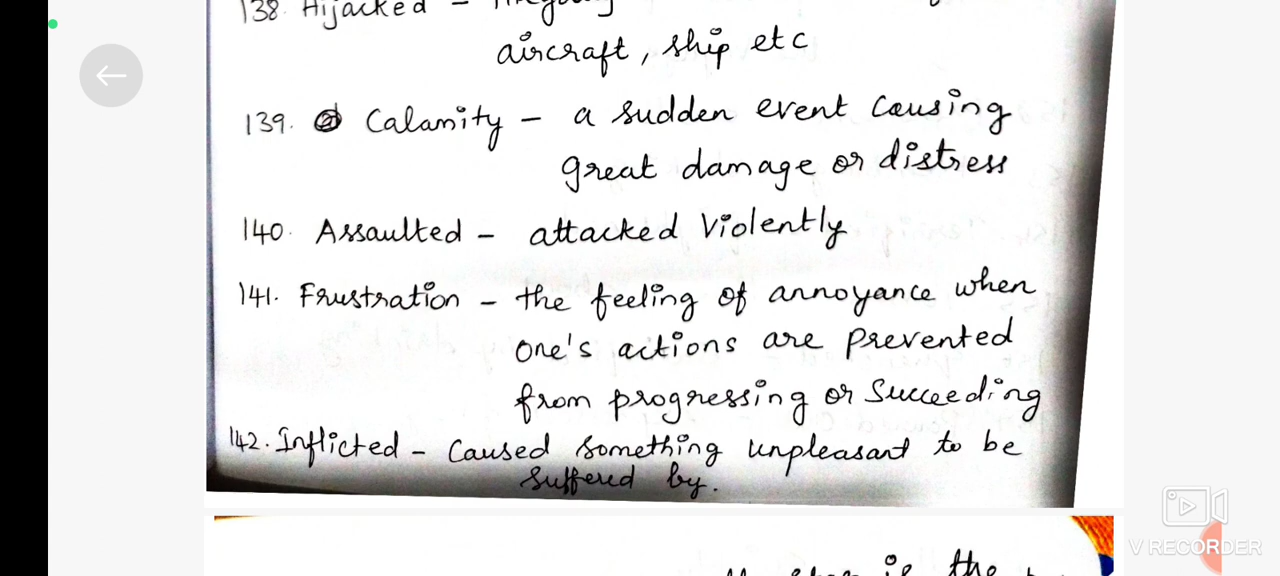 138. Hijacked -
aircraft, ship etc
139. Calamity - a sudden event causing
great damage or distress
140. Assaulted - attacked violently
141. Frustration - the feeling of annoyance when
one's actions are prevented
from progressing or succeeding
142. Inflicted - caused something unpleasant to be
suffered by.
is the
V RECORDER